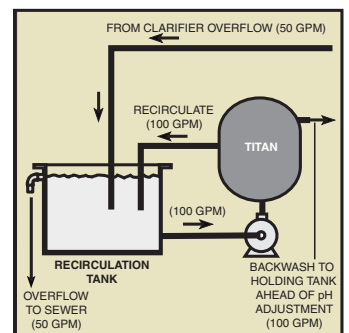 FROM CLARIFIER OVERFLOW (50 GPM)
RECIRCULATE
(100 GPM)
TITAN
(100 GPM)
RECIRCULATION
TANK
OVERFLOW
TO SEWER
(50 GPM)
BACKWASH TO
HOLDING TANK
AHEAD OF pH
ADJUSTMENT
(100 GPM)